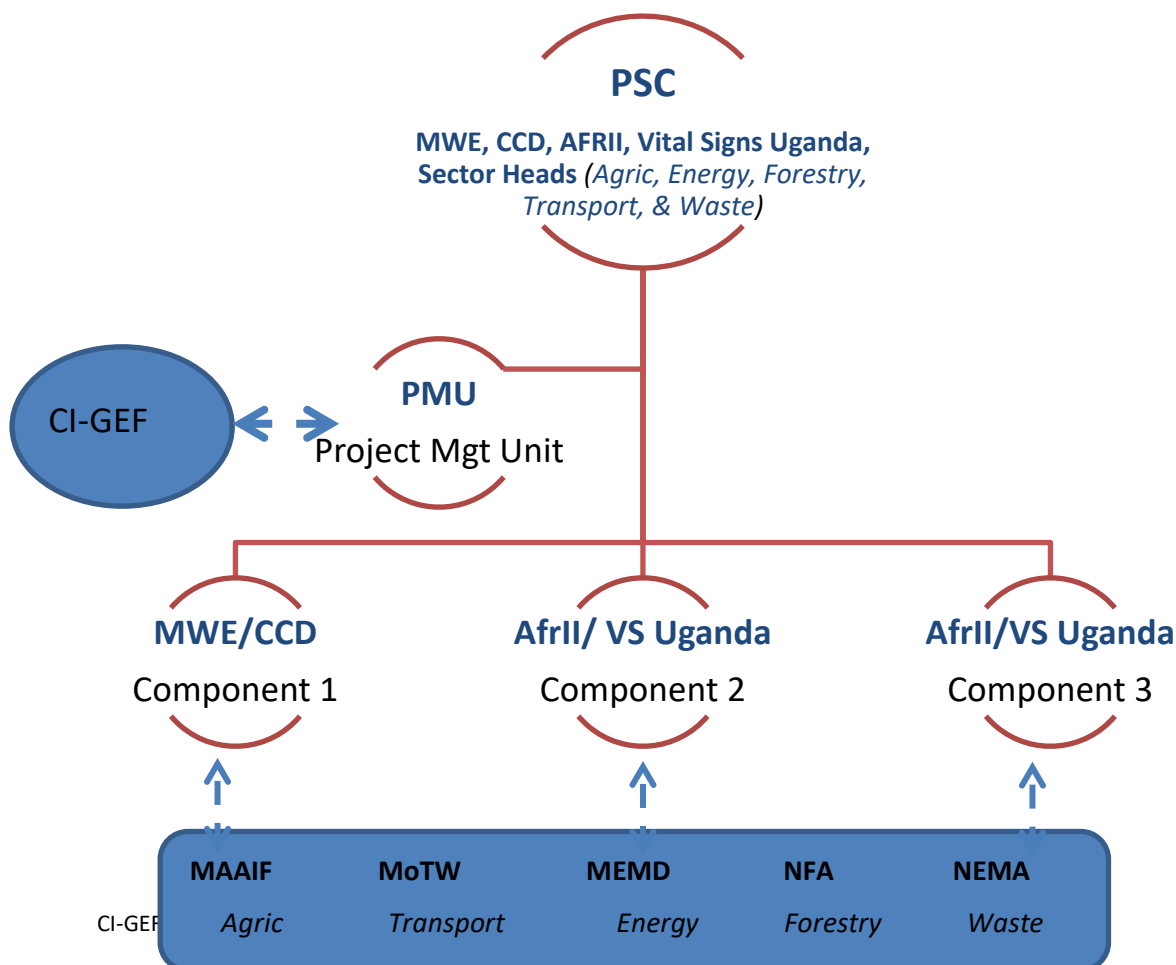 PSC
MWE, CCD, AFRII, Vital Signs Uganda,
Sector Heads (Agric, Energy, Forestry,
Transport, & Waste)
CI-GEF
PMU
Project Mgt Unit
MWE/CCD
Component 1
AfrII/ VS Uganda
Component 2
AfrII/VS Uganda
Component 3
MAAIF MoTW MEMD NFA NEMA
CI-GEF Agric Transport Energy Forestry Waste